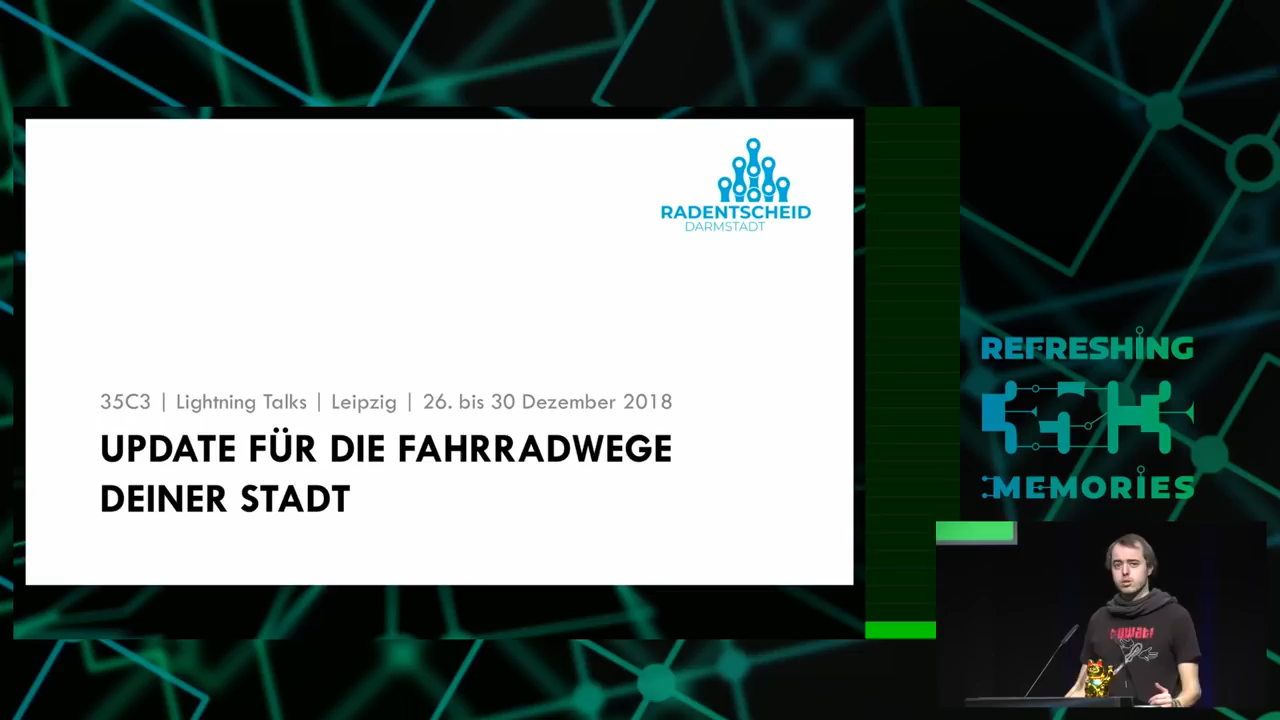 RADENTSCHEID
DARMSTADT
35C3 | Lightning Talks | Leipzig | 26. bis 30 Dezember 2018
UPDATE FÜR DIE FAHRRADWEGE
DEINER STADT
REFRESHING
MEMORIES